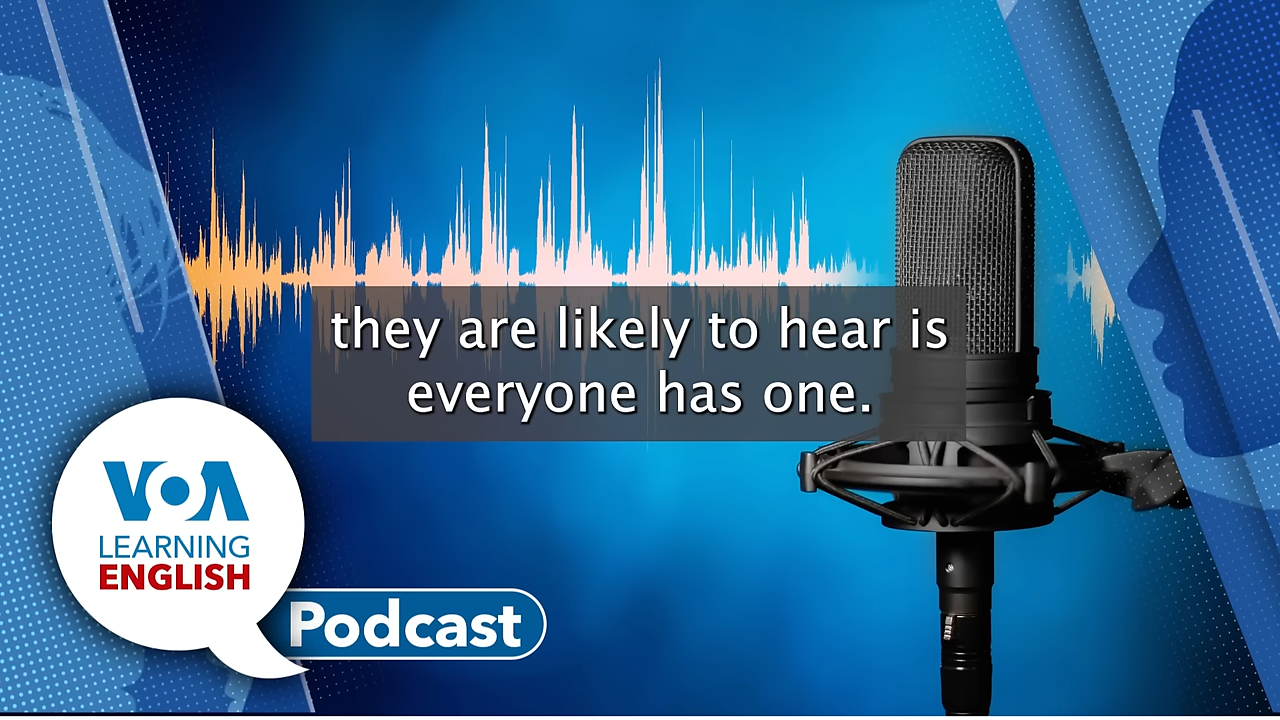 they are likely to hear is
everyone has one.
VOA
LEARNING
ENGLISH
Podcast